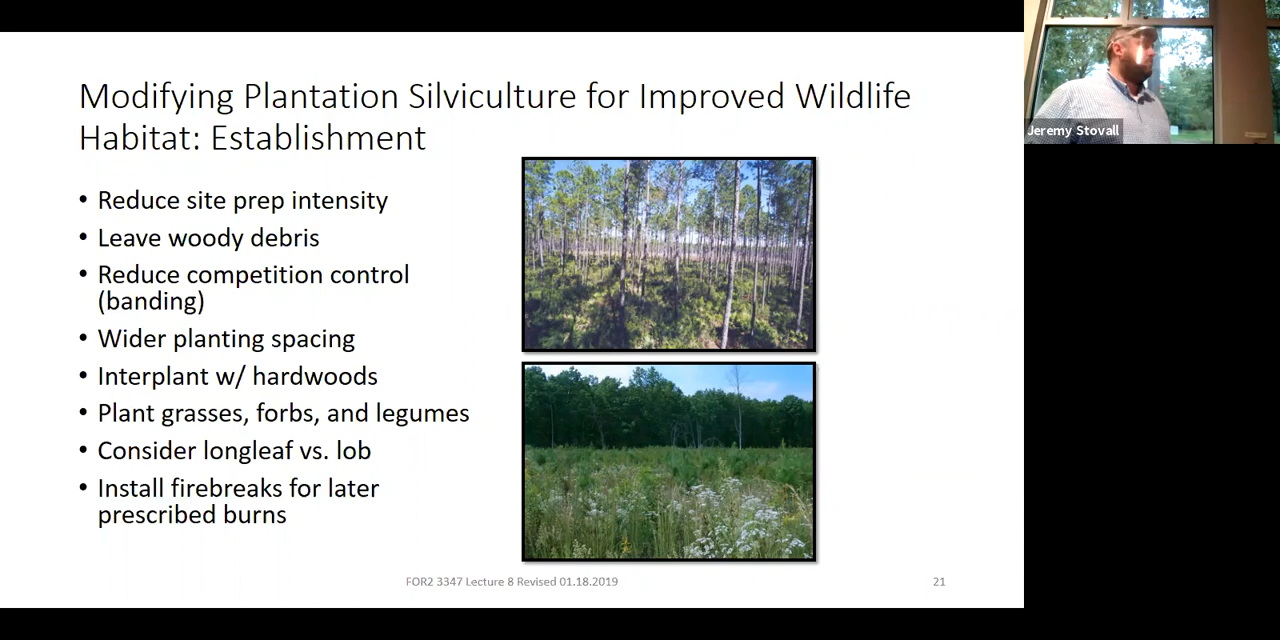 Modifying Plantation Silviculture for Improved Wildlife
Habitat: Establishment
• Reduce site prep intensity
• Leave woody debris
• Reduce competition control
(banding)
• Wider planting spacing
• Interplant w/ hardwoods
• Plant grasses, forbs, and legumes
• Consider longleaf vs. lob
• Install firebreaks for later
prescribed burns
FOR2 3347 Lecture 8 Revised 01.18.2019
21
Jeremy Stovall